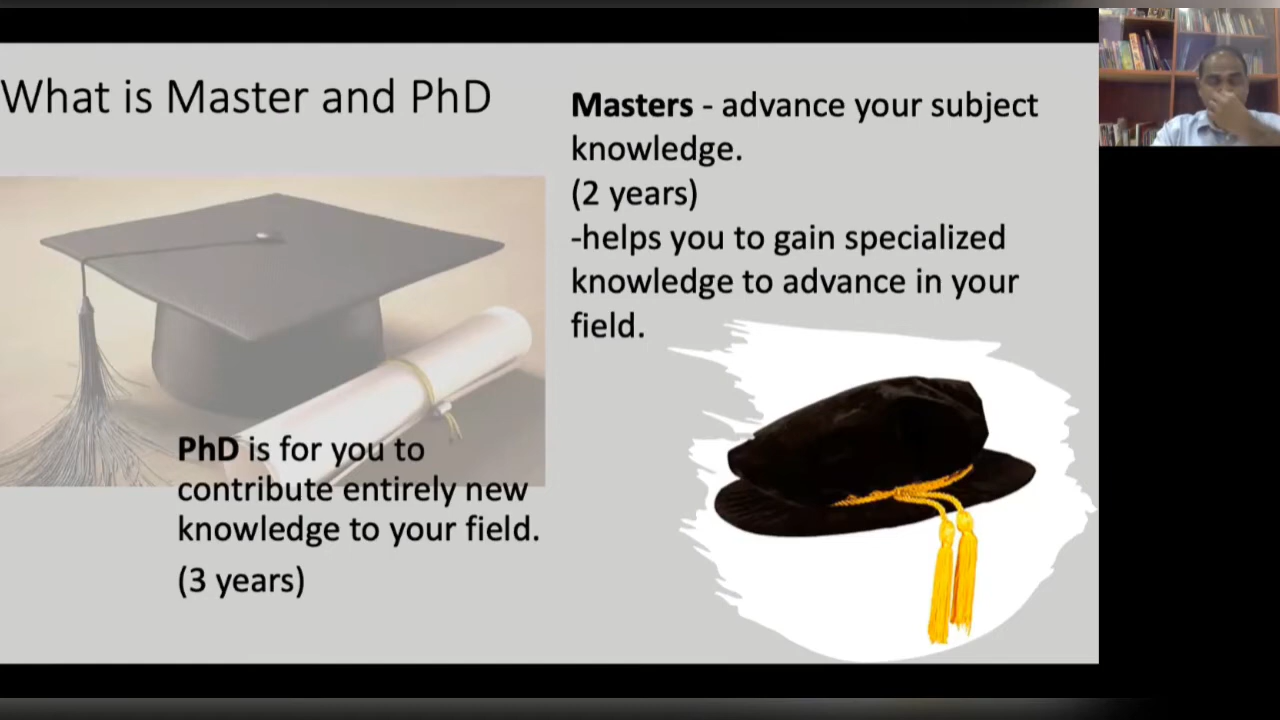 What is Master and PhD
Masters - advance your subject
knowledge.
(2 years)
-helps you to gain specialized
knowledge to advance in your
field.
PhD is for you to
contribute entirely new
knowledge to your field.
(3 years)